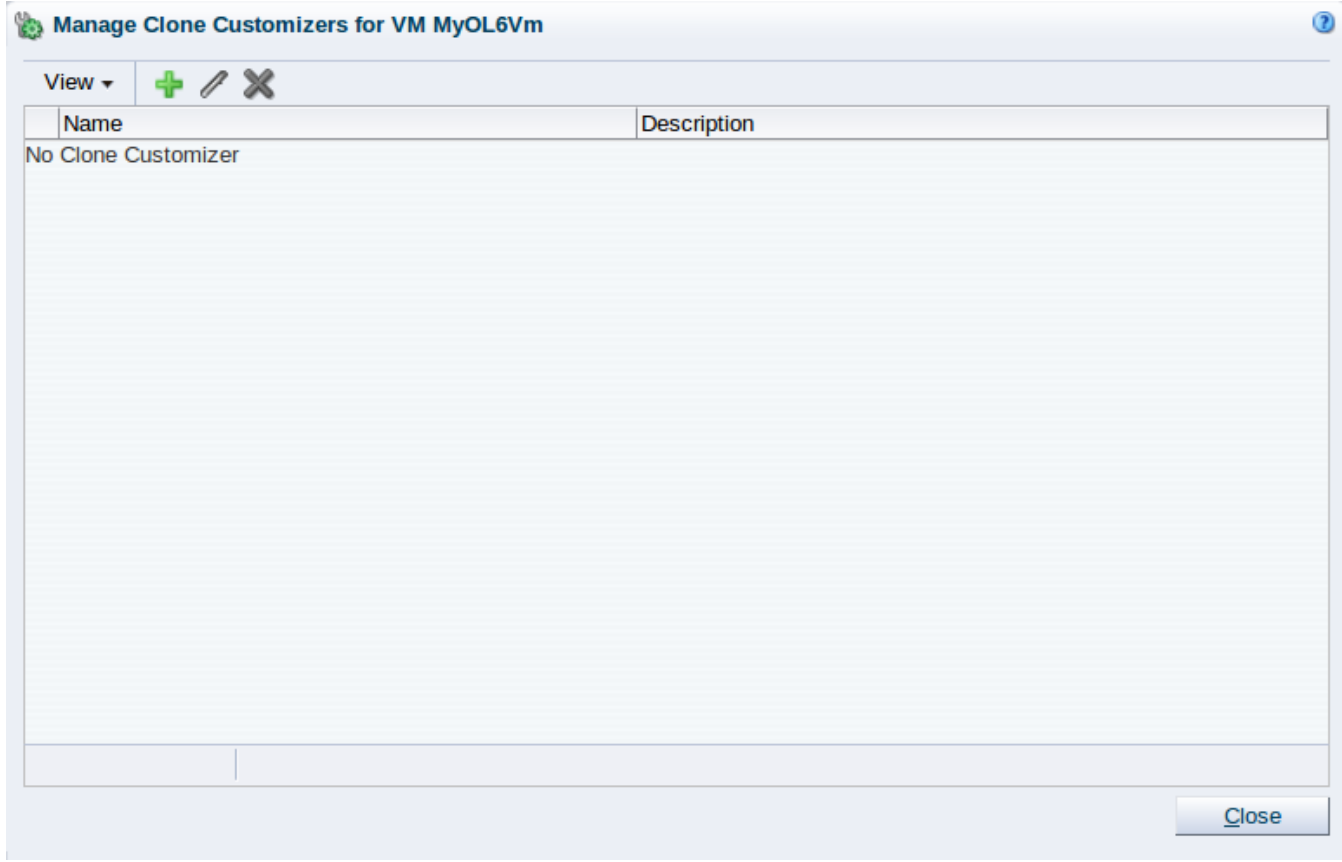 Manage Clone Customizers for VM MyOL6Vm
View
Name Description
No Clone Customizer
Close